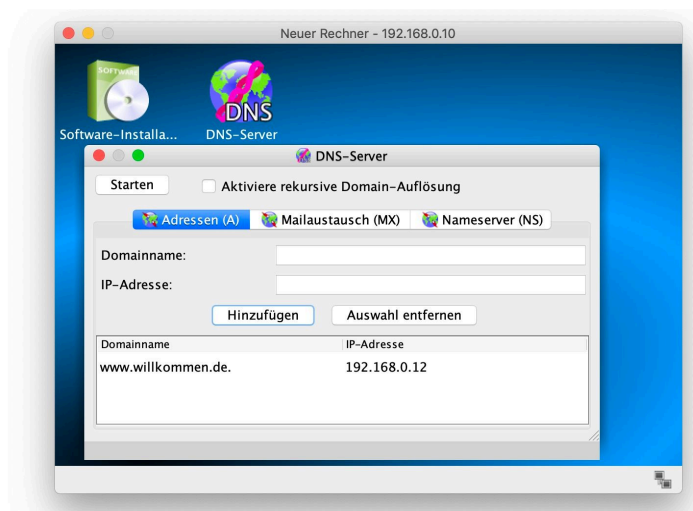 Neuer Rechner - 192.168.0.10
SOFTWARE
DNS
Software-Installa...
DNS-Server
DNS-Server
Starten
Aktiviere rekursive Domain-Auflösung
Adressen (A)
Mailaustausch (MX)
Nameserver (NS)
Domainname:
IP-Adresse:
Hinzufügen
Auswahl entfernen
Domainname
IP-Adresse
www.willkommen.de.
192.168.0.12